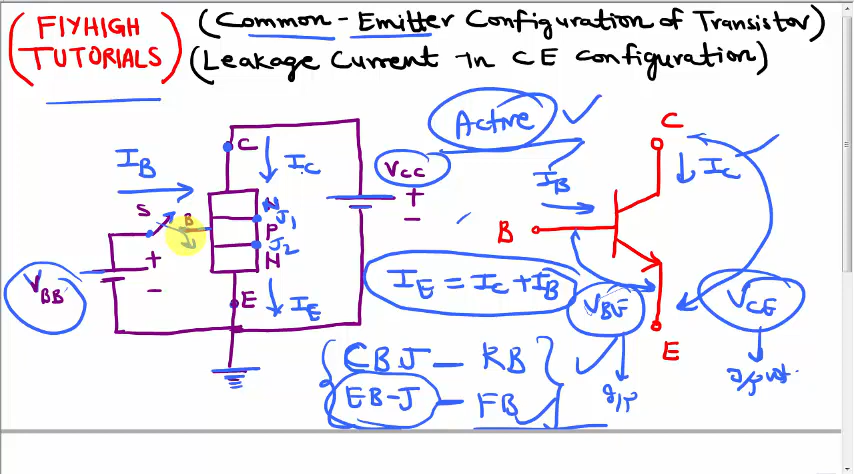 FIYHIGH
TUTORIALS
(Common - Emitter Configuration of Transistor)
(Leakage Current in CE configuration)
Active
C
IC
VCC
+
-
IB
S
B
N
J1
P
J2
N
+
-
VBB
E
IE
IE = IC + IB
C
IC
IB
B
E
VBE
VCE
CBJ - RB
EB-J - FB